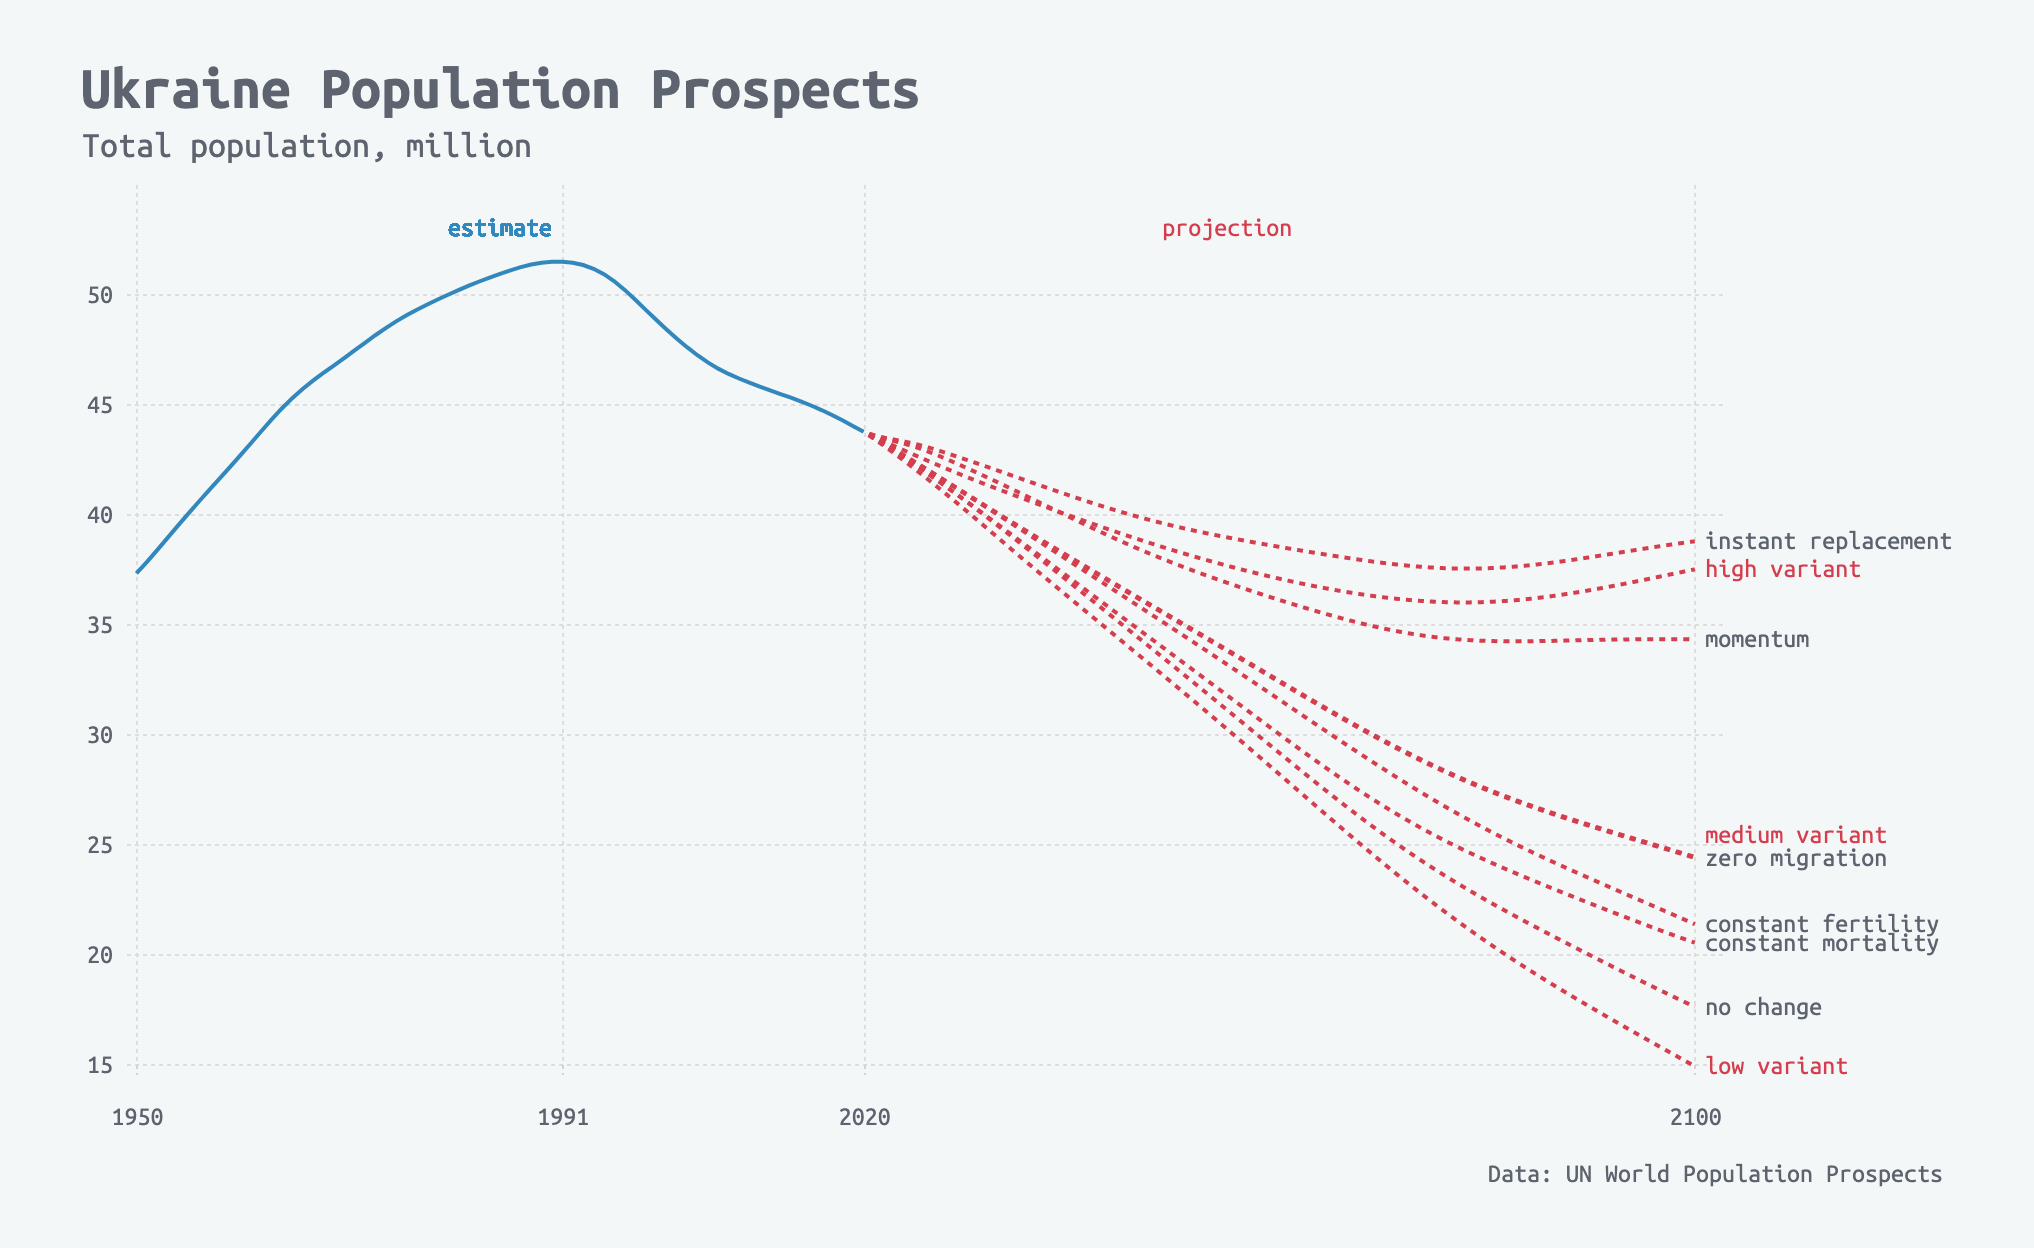 Ukraine Population Prospects
Total population, million
estimate
projection
50
45
40
35
30
25
20
15
instant replacement
high variant
momentum
medium variant
zero migration
constant fertility
constant mortality
no change
low variant
1950
1991
2020
2100
Data: UN World Population Prospects